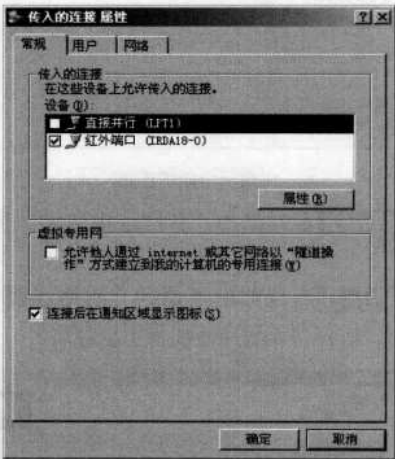 传入的连接 属性
常规 用户 网络
传入的连接
在这些设备上允许传入的连接。
设备(D):
直接并行 (LPT1)
红外端口 (IRDA18-0)
属性(R)
虚拟专用网
允许他人通过 internet 或其它网络以“隧道操
作”方式建立到我的计算机的专用连接(V)
连接后在通知区域显示图标(S)
确定 取消